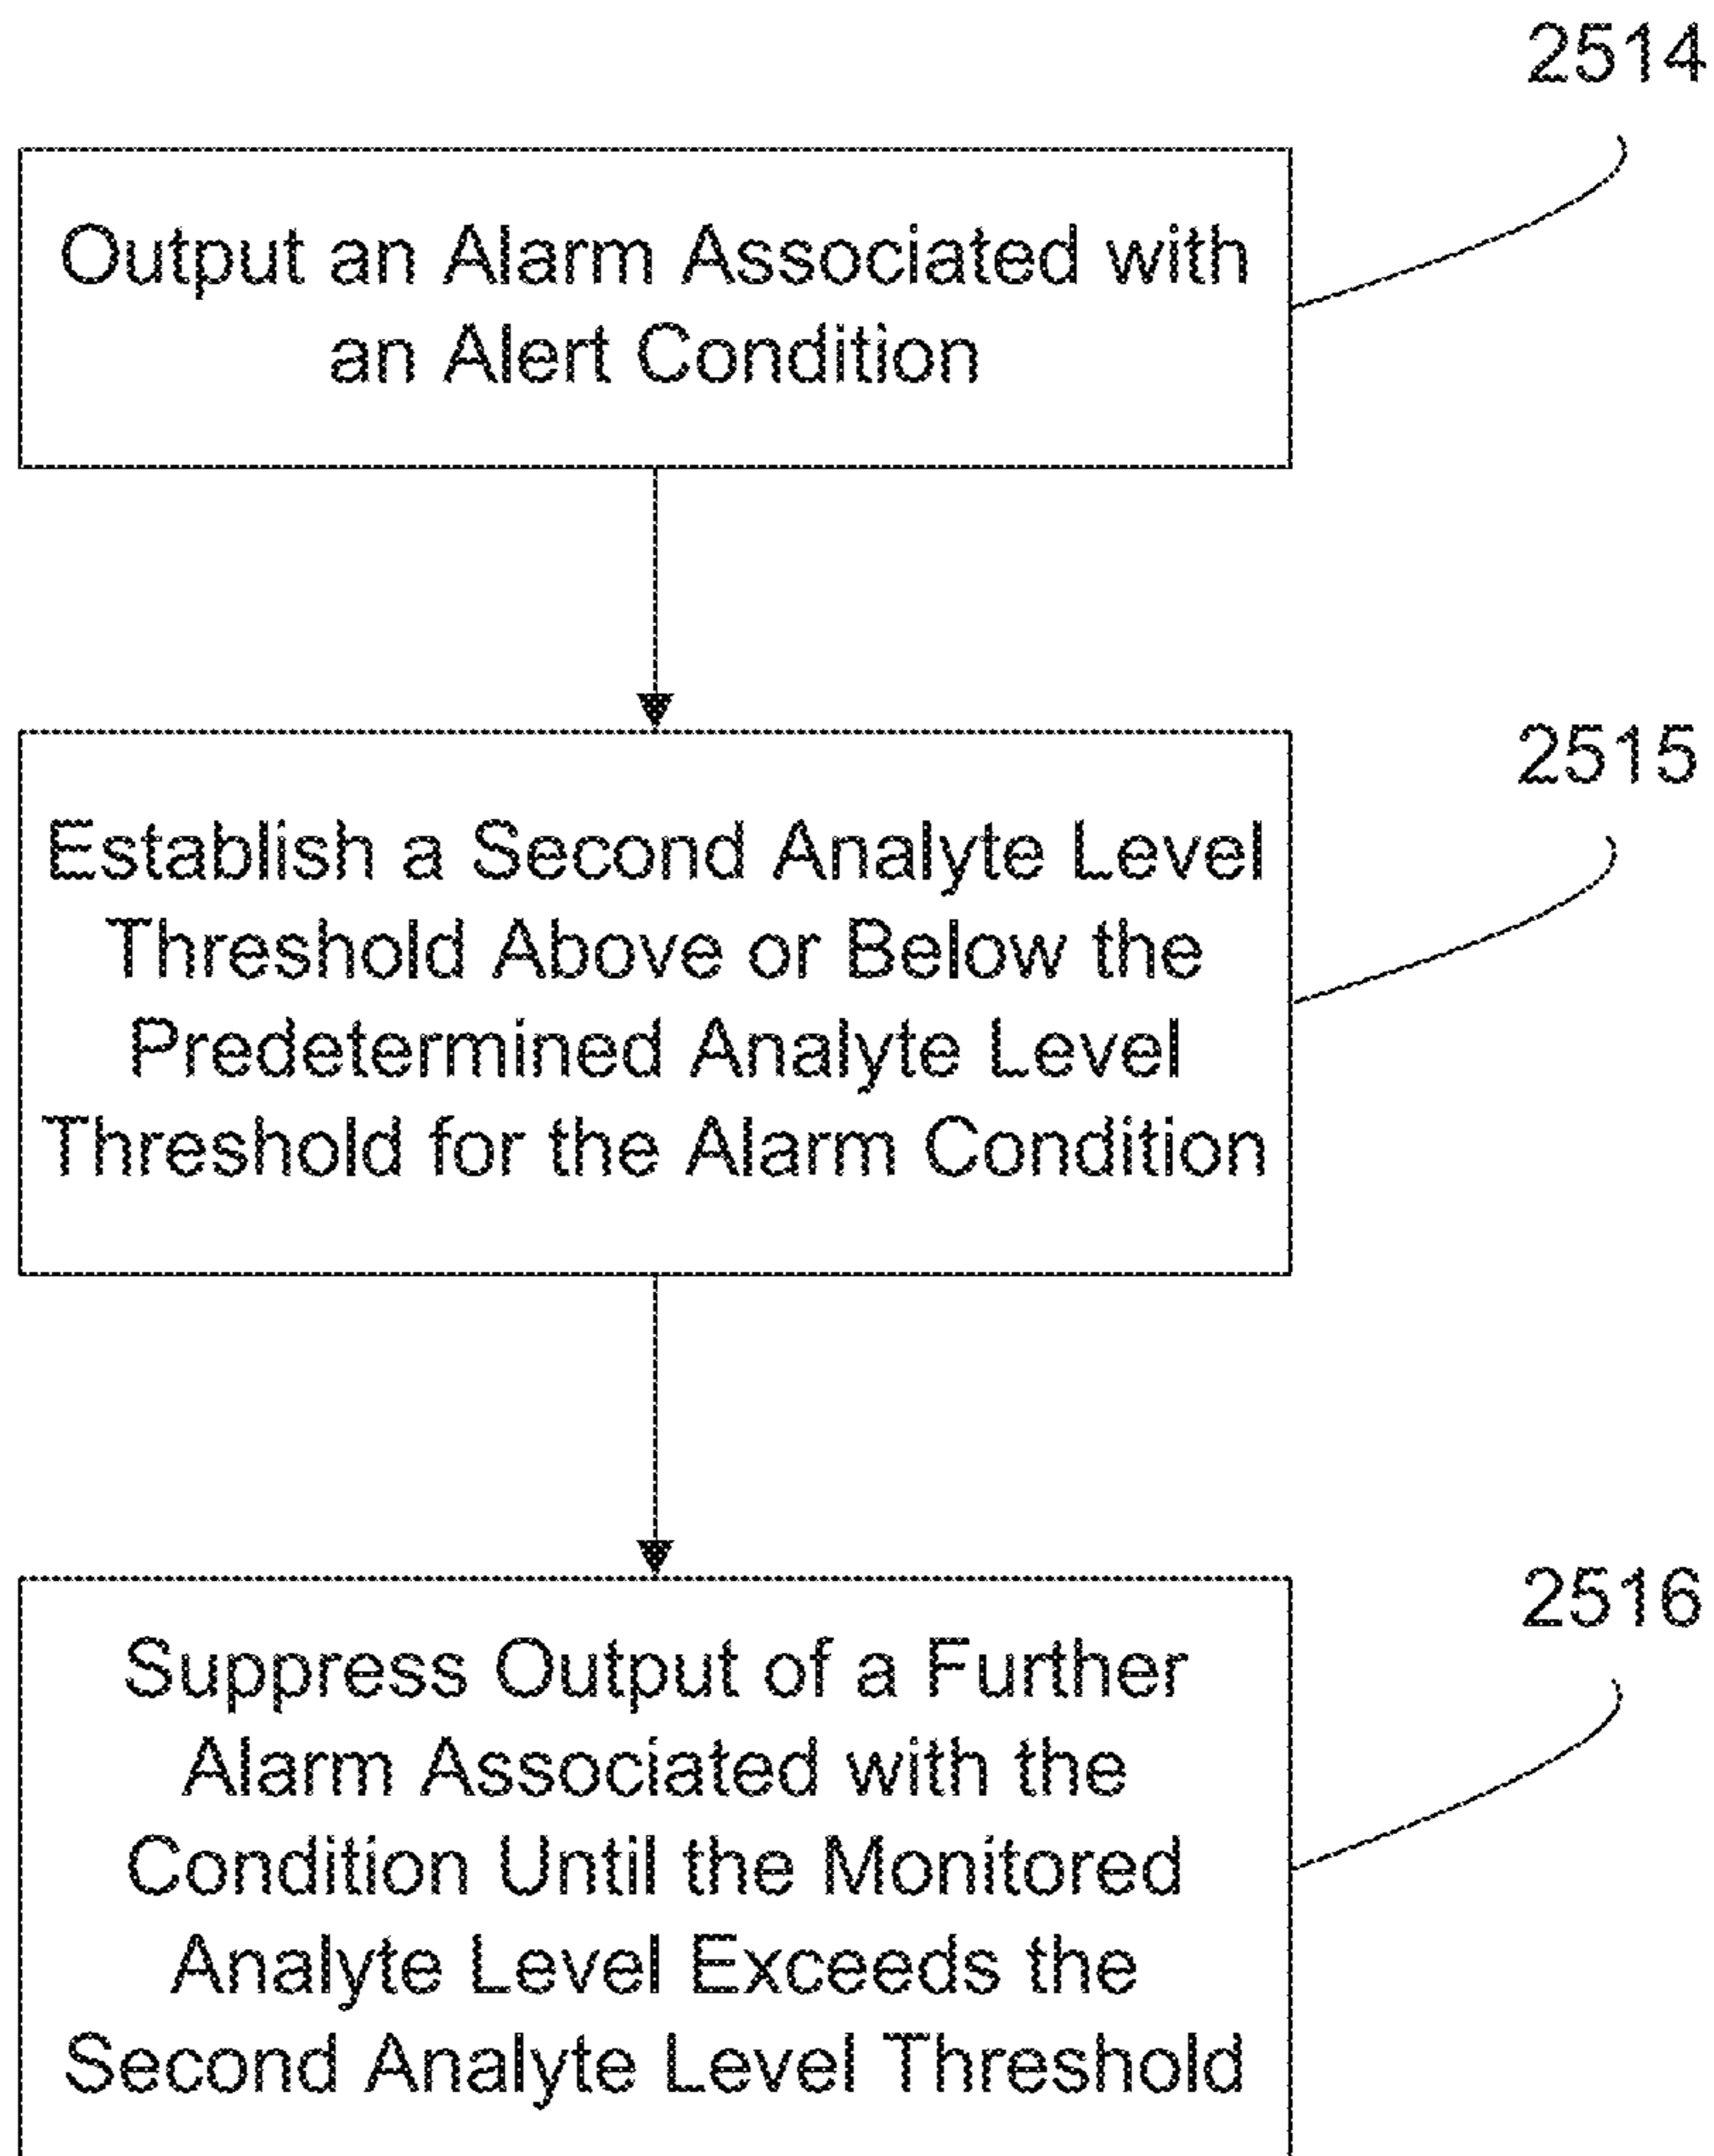 2514
Output an Alarm Associated with
an Alert Condition
2515
Establish a Second Analyte Level
Threshold Above or Below the
Predetermined Analyte Level
Threshold for the Alarm Condition
2516
Suppress Output of a Further
Alarm Associated with the
Condition Until the Monitored
Analyte Level Exceeds the
Second Analyte Level Threshold